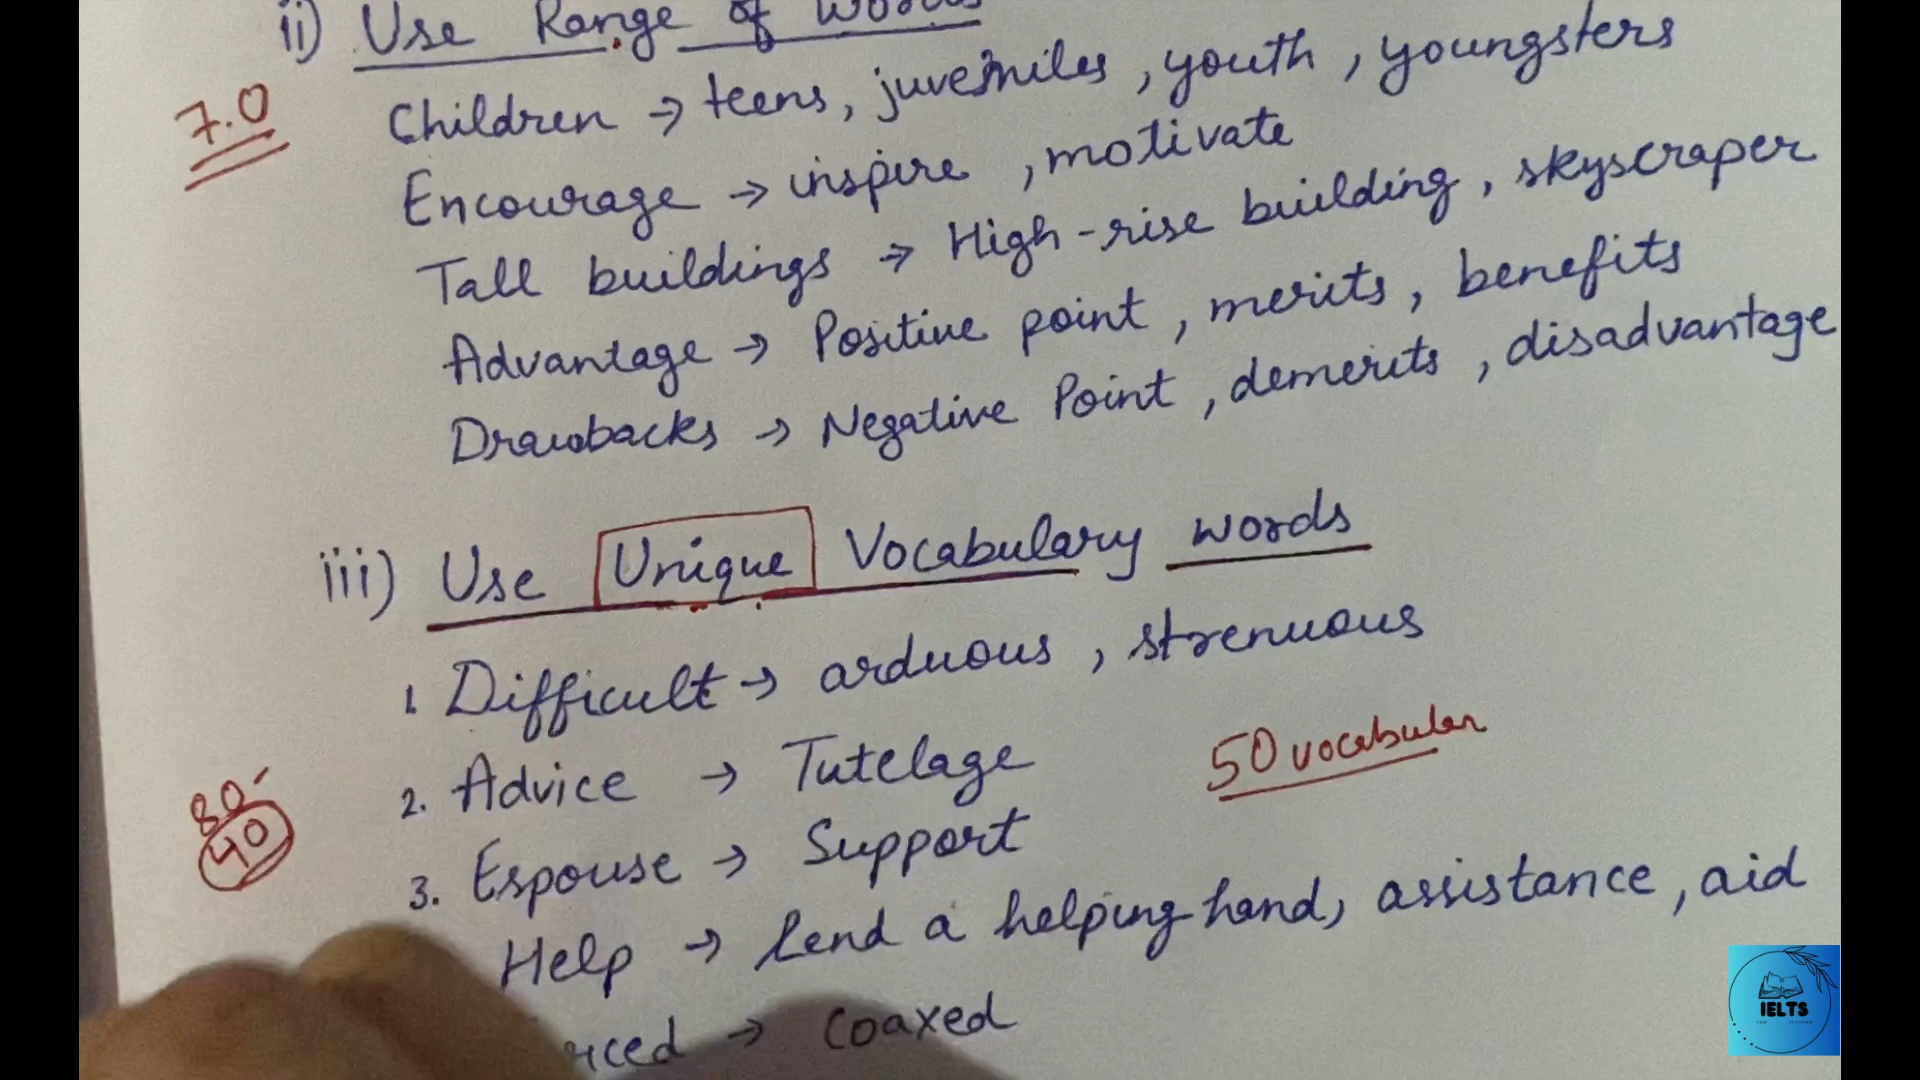 ii) Use Range of Words
7.0
Children → teens, juveniles, youth, youngsters
Encourage → inspire, motivate
Tall buildings → High-rise building, skyscraper
Advantage → Positive point, merits, benefits
Drawbacks → Negative Point, demerits, disadvantage
iii) Use Unique Vocabulary words
1. Difficult → arduous, strenuous
2. Advice → Tutelage
50 vocabular
80
40
3. Espouse → Support
Help → lend a helping hand, assistance, aid
→ coaxed
IELTS